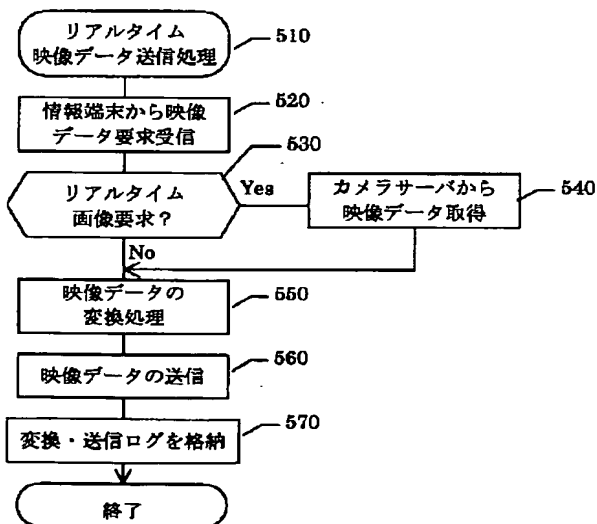 リアルタイム
映像データ送信処理
510
情報端末から映像
データ要求受信
520
530
リアルタイム
画像要求?
Yes
カメラサーバから
映像データ取得
540
No
映像データの
変換処理
550
映像データの送信
560
変換・送信ログを格納
570
終了